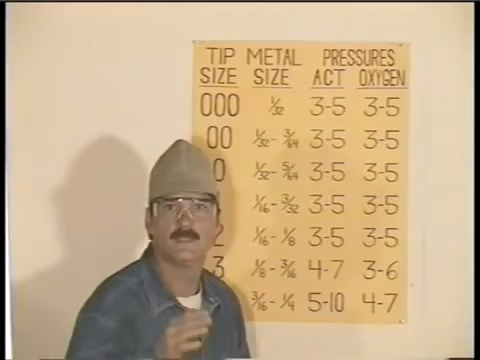 TIP METAL PRESSURES
SIZE SIZE ACT OXYGEN
000 1/32 3-5 3-5
00 1/32-3/64 3-5 3-5
0 1/32-5/64 3-5 3-5
1/16-3/32 3-5 3-5
2 1/16-1/8 3-5 3-5
3 1/8-3/16 4-7 3-6
3/16-1/4 5-10 4-7